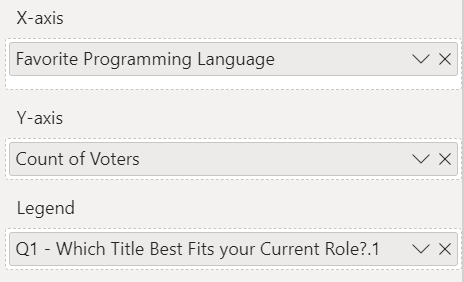 X-axis
Favorite Programming Language
Y-axis
Count of Voters
Legend
Q1 - Which Title Best Fits your Current Role?.1